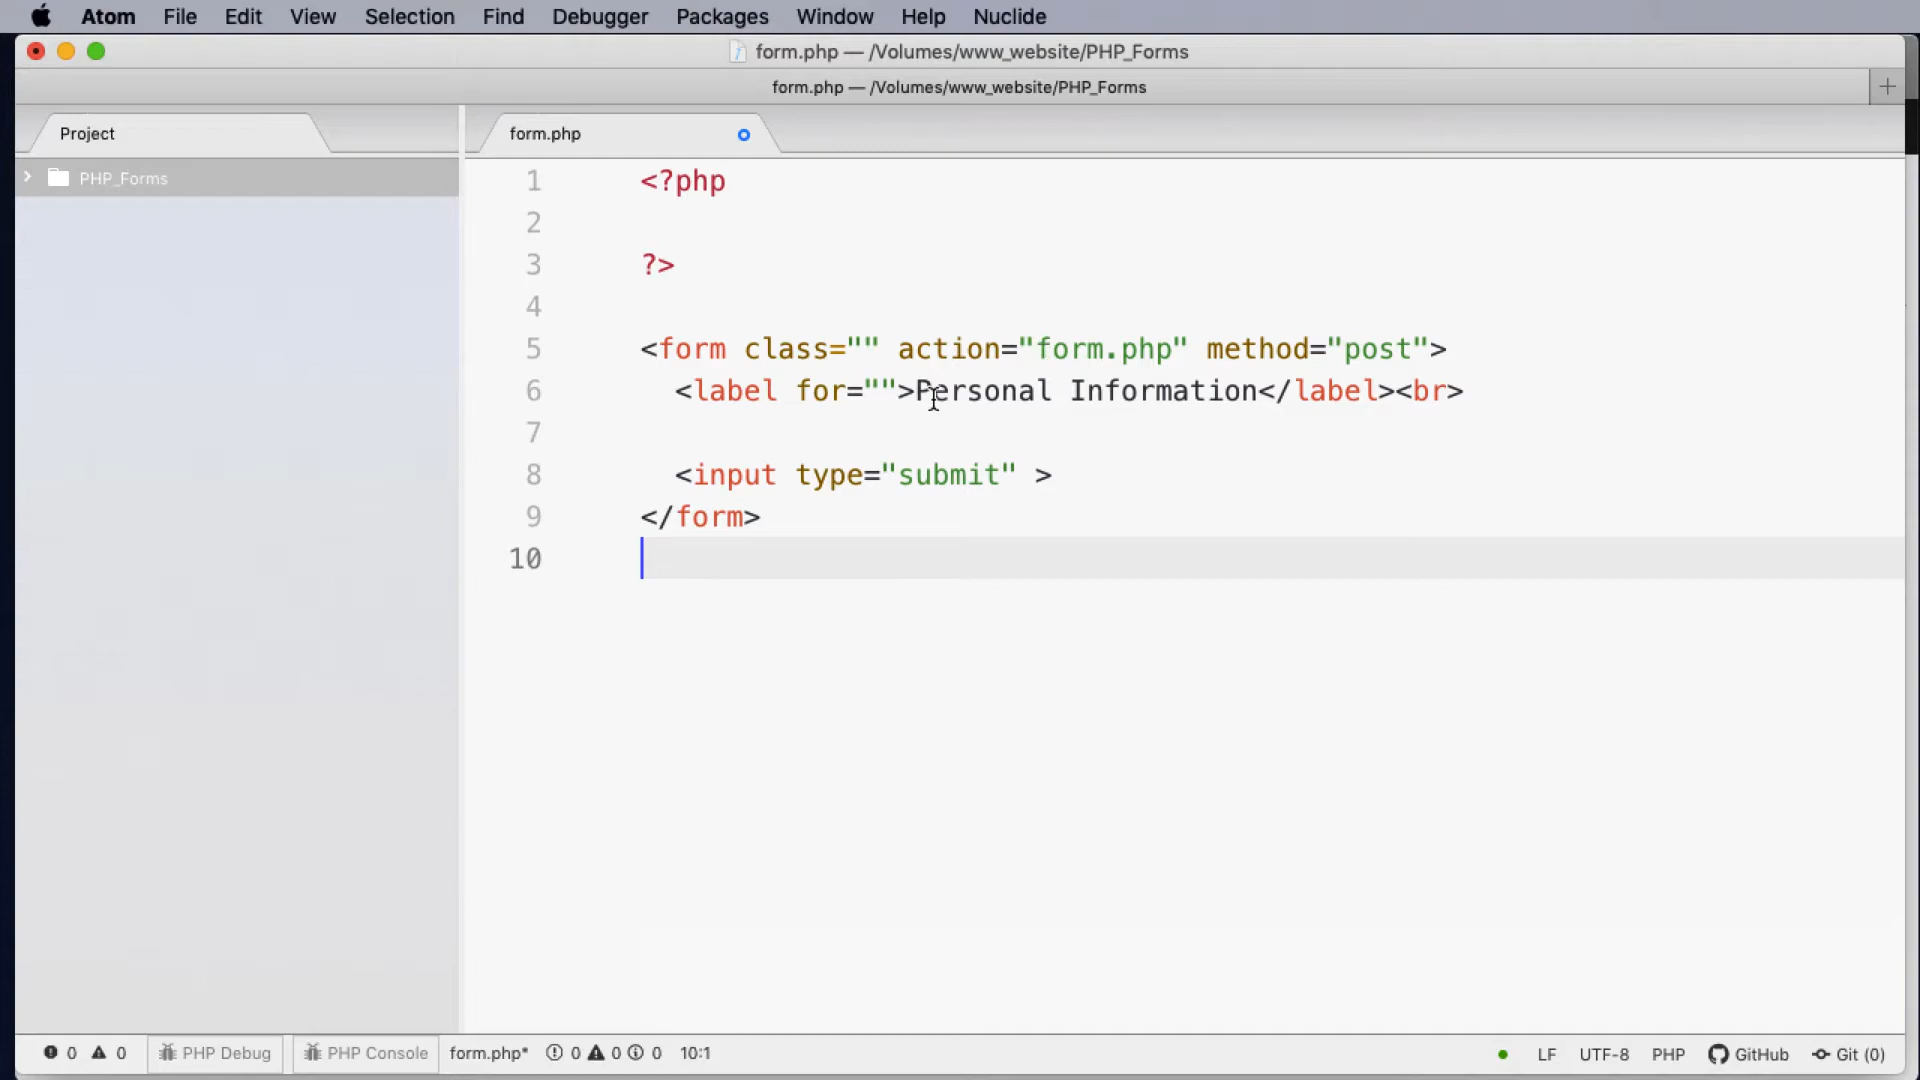 Atom File Edit View Selection Find Debugger Packages Window Help Nuclide
form.php — /Volumes/www_website/PHP_Forms
form.php — /Volumes/www_website/PHP_Forms
Project
form.php
PHP_Forms
1 <?php
2
3 ?>
4
5 <form class="" action="form.php" method="post">
6 <label for="">Personal Information</label><br>
7
8 <input type="submit" >
9 </form>
10
0 0 PHP Debug PHP Console form.php* 0 0 0 10:1 LF UTF-8 PHP GitHub Git (0)